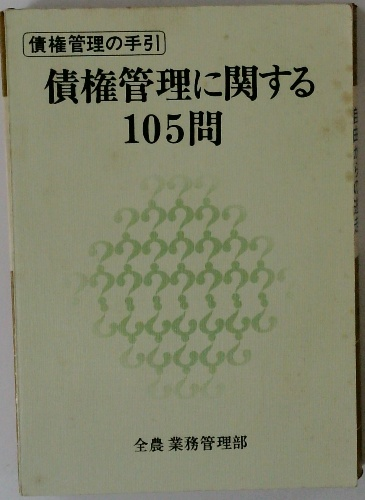 債権管理の手引
債権管理に関する
105問
全農 業務管理部